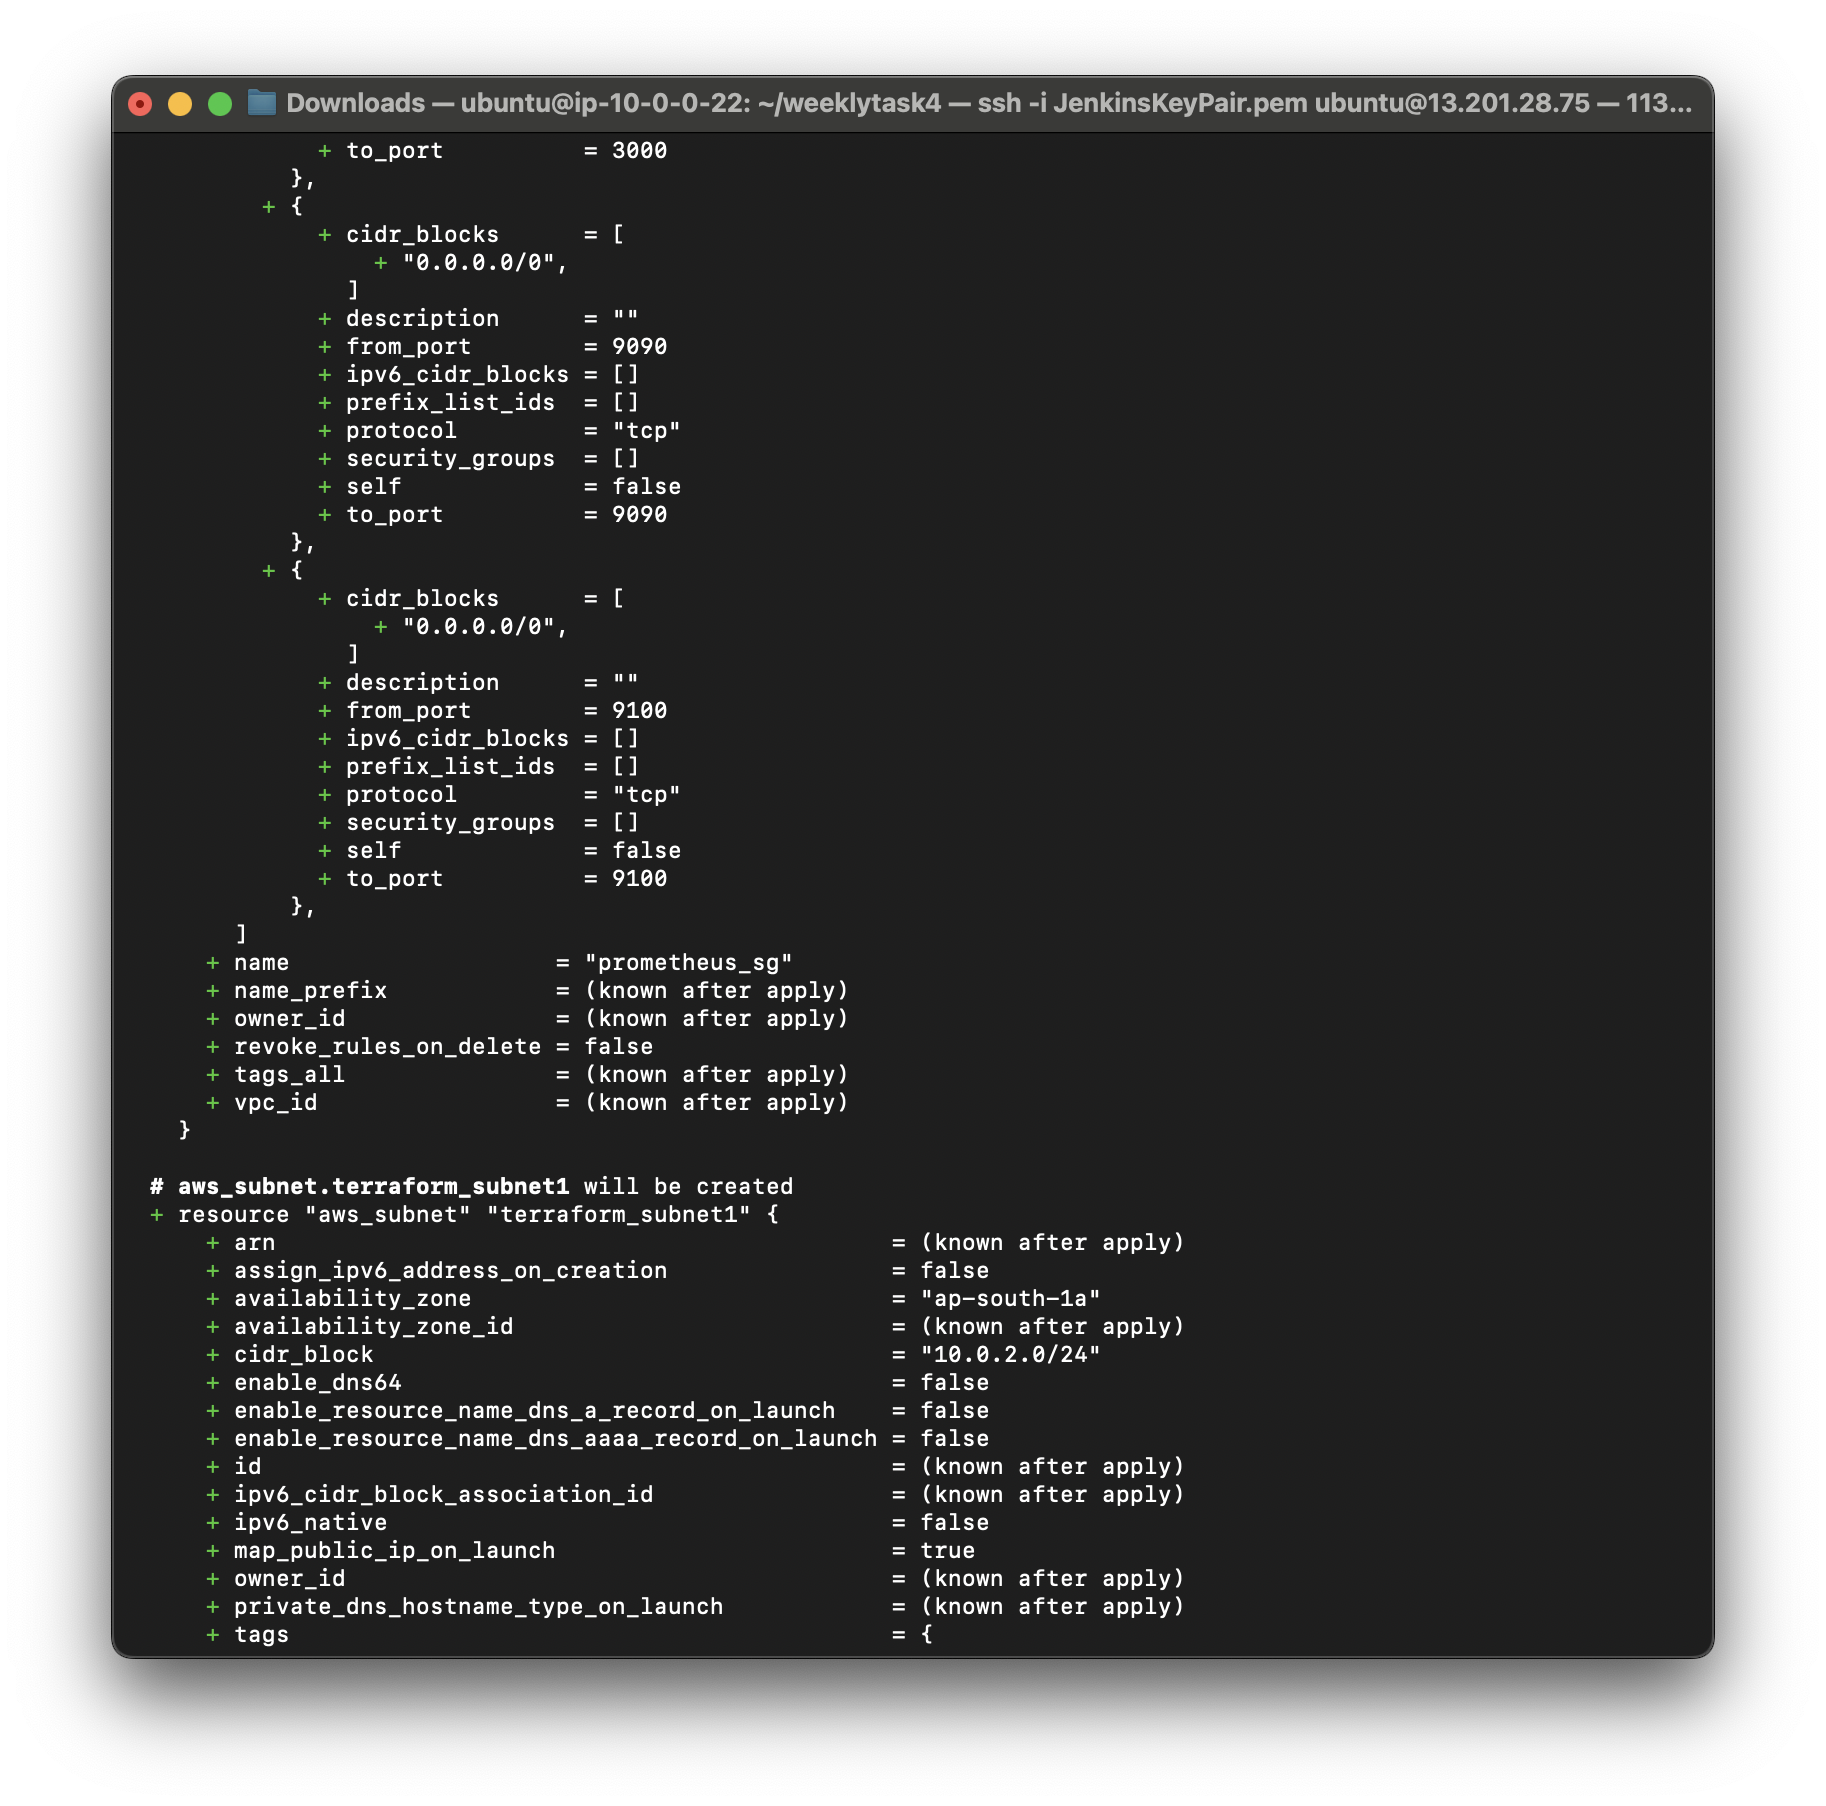 Downloads — ubuntu@ip-10-0-0-22: ~/weeklytask4 — ssh -i JenkinsKeyPair.pem ubuntu@13.201.28.75 — 113...
+ to_port = 3000
},
+ {
+ cidr_blocks = [
+ "0.0.0.0/0",
]
+ description = ""
+ from_port = 9090
+ ipv6_cidr_blocks = []
+ prefix_list_ids = []
+ protocol = "tcp"
+ security_groups = []
+ self = false
+ to_port = 9090
},
+ {
+ cidr_blocks = [
+ "0.0.0.0/0",
]
+ description = ""
+ from_port = 9100
+ ipv6_cidr_blocks = []
+ prefix_list_ids = []
+ protocol = "tcp"
+ security_groups = []
+ self = false
+ to_port = 9100
},
]
+ name = "prometheus_sg"
+ name_prefix = (known after apply)
+ owner_id = (known after apply)
+ revoke_rules_on_delete = false
+ tags_all = (known after apply)
+ vpc_id = (known after apply)
}
# aws_subnet.terraform_subnet1 will be created
+ resource "aws_subnet" "terraform_subnet1" {
+ arn = (known after apply)
+ assign_ipv6_address_on_creation = false
+ availability_zone = "ap-south-1a"
+ availability_zone_id = (known after apply)
+ cidr_block = "10.0.2.0/24"
+ enable_dns64 = false
+ enable_resource_name_dns_a_record_on_launch = false
+ enable_resource_name_dns_aaaa_record_on_launch = false
+ id = (known after apply)
+ ipv6_cidr_block_association_id = (known after apply)
+ ipv6_native = false
+ map_public_ip_on_launch = true
+ owner_id = (known after apply)
+ private_dns_hostname_type_on_launch = (known after apply)
+ tags = {